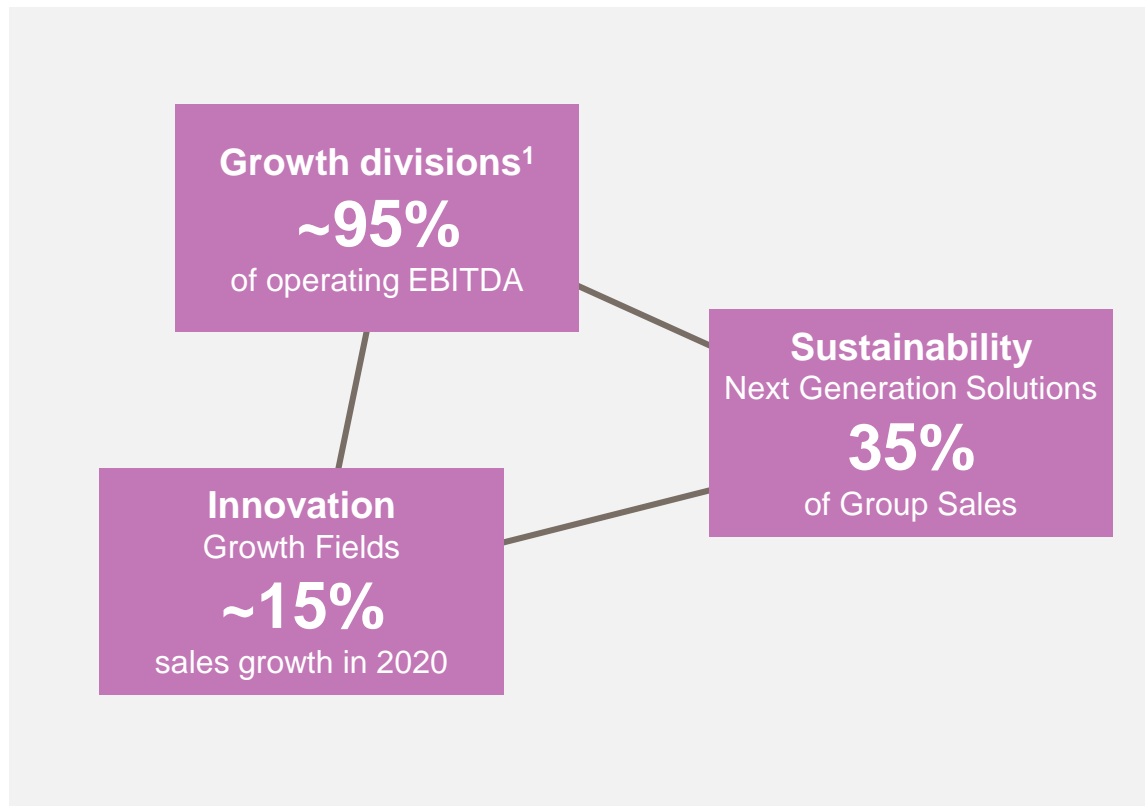 Growth divisions¹
~95%
of operating EBITDA
Sustainability
Next Generation Solutions
35%
of Group Sales
Innovation
Growth Fields
~15%
sales growth in 2020